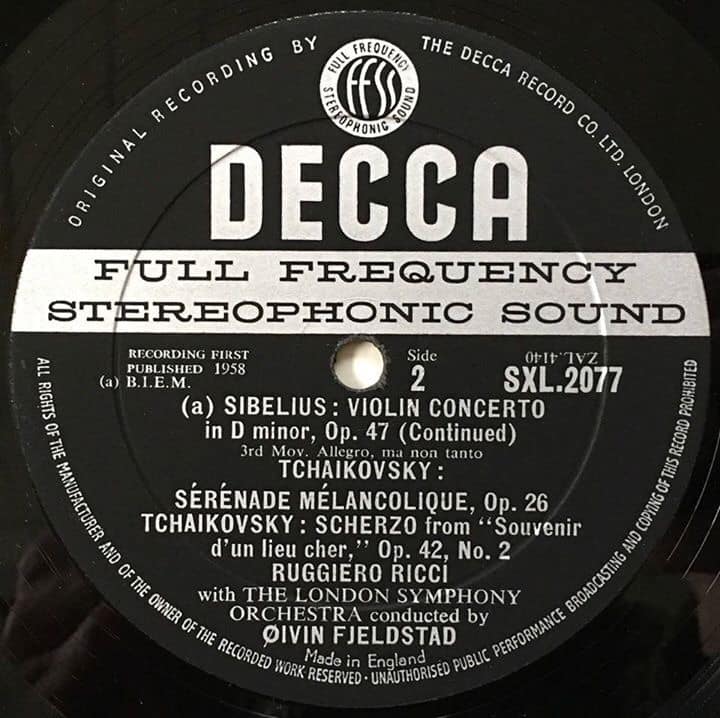 ORIGINAL RECORDING BY THE DECCA RECORD CO. LTD. LONDON
FULL FREQUENCY
ffss
STEREOPHONIC SOUND
DECCA
FULL FREQUENCY
STEREOPHONIC SOUND
RECORDING FIRST
PUBLISHED 1958
(a) B.I.E.M.
Side
2
ZAL.4140
SXL.2077
(a) SIBELIUS : VIOLIN CONCERTO
in D minor, Op. 47 (Continued)
3rd Mov. Allegro, ma non tanto
TCHAIKOVSKY :
SÉRÉNADE MÉLANCOLIQUE, Op. 26
TCHAIKOVSKY : SCHERZO from “Souvenir
d'un lieu cher,” Op. 42, No. 2
RUGGIERO RICCI
with THE LONDON SYMPHONY
ORCHESTRA conducted by
ØIVIN FJELDSTAD
Made in England
ALL RIGHTS OF THE MANUFACTURER AND OF THE OWNER OF THE RECORDED WORK RESERVED · UNAUTHORISED PUBLIC PERFORMANCE BROADCASTING AND COPYING OF THIS RECORD PROHIBITED